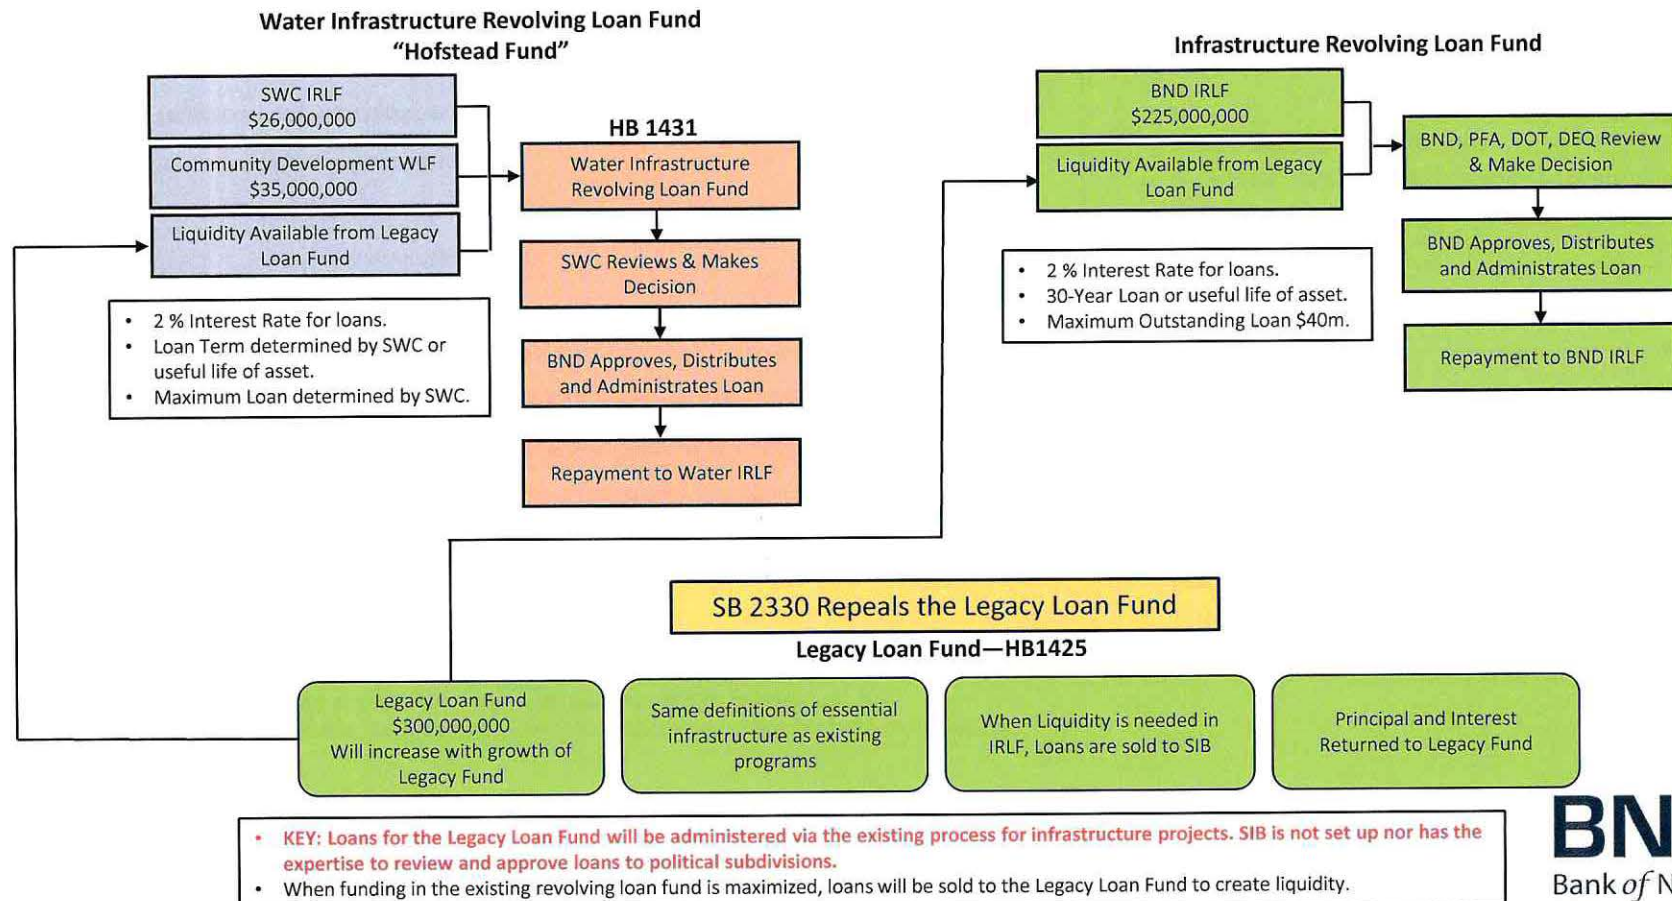 Water Infrastructure Revolving Loan Fund
“Hofstead Fund”
SWC IRLF
$26,000,000
Community Development WLF
$35,000,000
Liquidity Available from Legacy
Loan Fund
HB 1431
Water Infrastructure
Revolving Loan Fund
SWC Reviews & Makes
Decision
BND Approves, Distributes
and Administrates Loan
Repayment to Water IRLF
• 2 % Interest Rate for loans.
• Loan Term determined by SWC or
useful life of asset.
• Maximum Loan determined by SWC.
Infrastructure Revolving Loan Fund
BND IRLF
$225,000,000
Liquidity Available from Legacy
Loan Fund
BND, PFA, DOT, DEQ Review
& Make Decision
BND Approves, Distributes
and Administrates Loan
Repayment to BND IRLF
• 2 % Interest Rate for loans.
• 30-Year Loan or useful life of asset.
• Maximum Outstanding Loan $40m.
SB 2330 Repeals the Legacy Loan Fund
Legacy Loan Fund—HB1425
Legacy Loan Fund
$300,000,000
Will increase with growth of
Legacy Fund
Same definitions of essential
infrastructure as existing
programs
When Liquidity is needed in
IRLF, Loans are sold to SIB
Principal and Interest
Returned to Legacy Fund
• KEY: Loans for the Legacy Loan Fund will be administered via the existing process for infrastructure projects. SIB is not set up nor has the
expertise to review and approve loans to political subdivisions.
• When funding in the existing revolving loan fund is maximized, loans will be sold to the Legacy Loan Fund to create liquidity.
BN
Bank of N